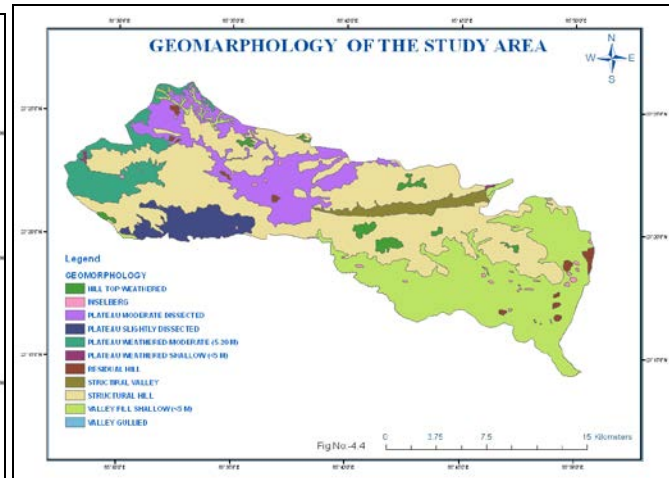 GEOMARPHOLOGY OF THE STUDY AREA
N
W E
S
Legend
GEOMORPHOLOGY
HILL TOP WEATHERED
INSELBERG
PLATEAU MODERATE DISSECTED
PLATEAU SLIGHTLY DISSECTED
PLATEAU WEATHERED MODERATE (5-20 M)
PLATEAU WEATHERED SHALLOW (<5 M)
RESIDUAL HILL
STRUCTURAL VALLEY
STRUCTURAL HILL
VALLEY FILL SHALLOW (<5 M)
VALLEY GULLIED
Fig No:-4.4
0 3.75 7.5 15 Kilometers